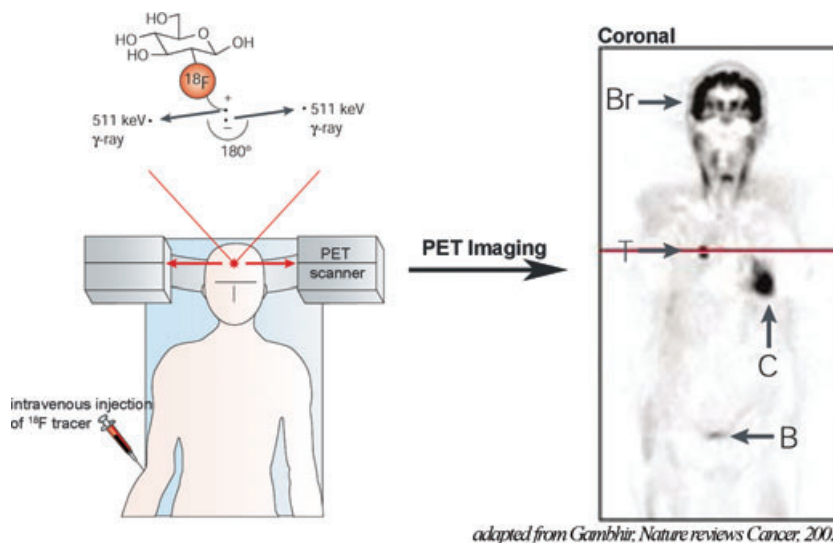 HO
HO
HO
O
OH
18F
+
−
511 keV
γ-ray
511 keV
γ-ray
180º
PET
scanner
intravenous injection
of 18F tracer
PET Imaging
Coronal
Br
T
C
B
adapted from Gambhir, Nature reviews Cancer, 200